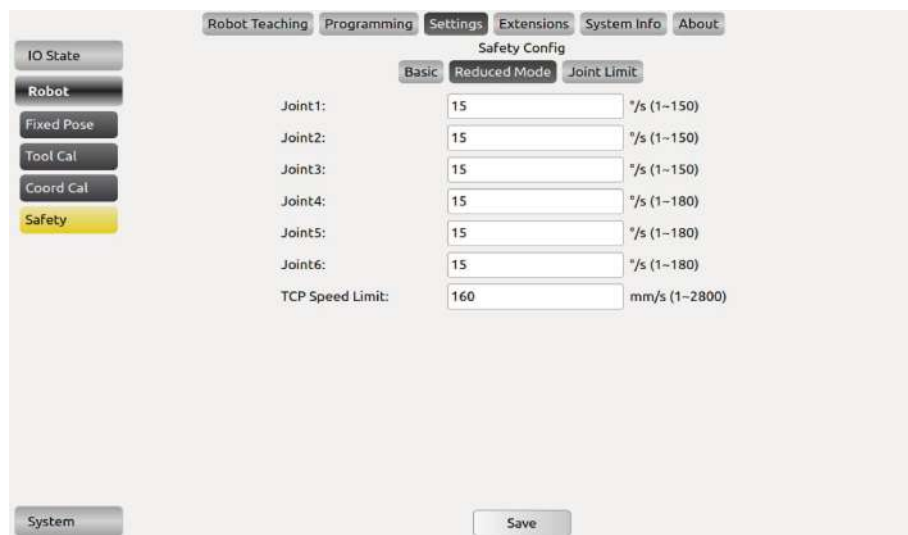 Robot Teaching Programming Settings Extensions System Info About
IO State
Robot
Fixed Pose
Tool Cal
Coord Cal
Safety
Safety Config
Basic Reduced Mode Joint Limit
Joint1: 15 °/s (1~150)
Joint2: 15 °/s (1~150)
Joint3: 15 °/s (1~150)
Joint4: 15 °/s (1~180)
Joint5: 15 °/s (1~180)
Joint6: 15 °/s (1~180)
TCP Speed Limit: 160 mm/s (1~2800)
System
Save